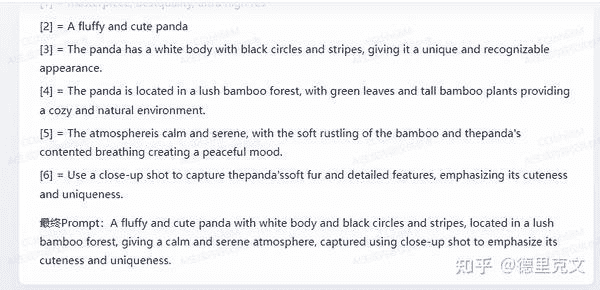 [1] = masterpiece, bestquality, ultra high res
[2] = A fluffy and cute panda
[3] = The panda has a white body with black circles and stripes, giving it a unique and recognizable
appearance.
[4] = The panda is located in a lush bamboo forest, with green leaves and tall bamboo plants providing
a cozy and natural environment.
[5] = The atmosphereis calm and serene, with the soft rustling of the bamboo and thepanda's
contented breathing creating a peaceful mood.
[6] = Use a close-up shot to capture thepanda'ssoft fur and detailed features, emphasizing its cuteness
and uniqueness.
最终Prompt：A fluffy and cute panda with white body and black circles and stripes, located in a lush
bamboo forest, giving a calm and serene atmosphere, captured using close-up shot to emphasize its
cuteness and uniqueness.
知乎 @德里克文